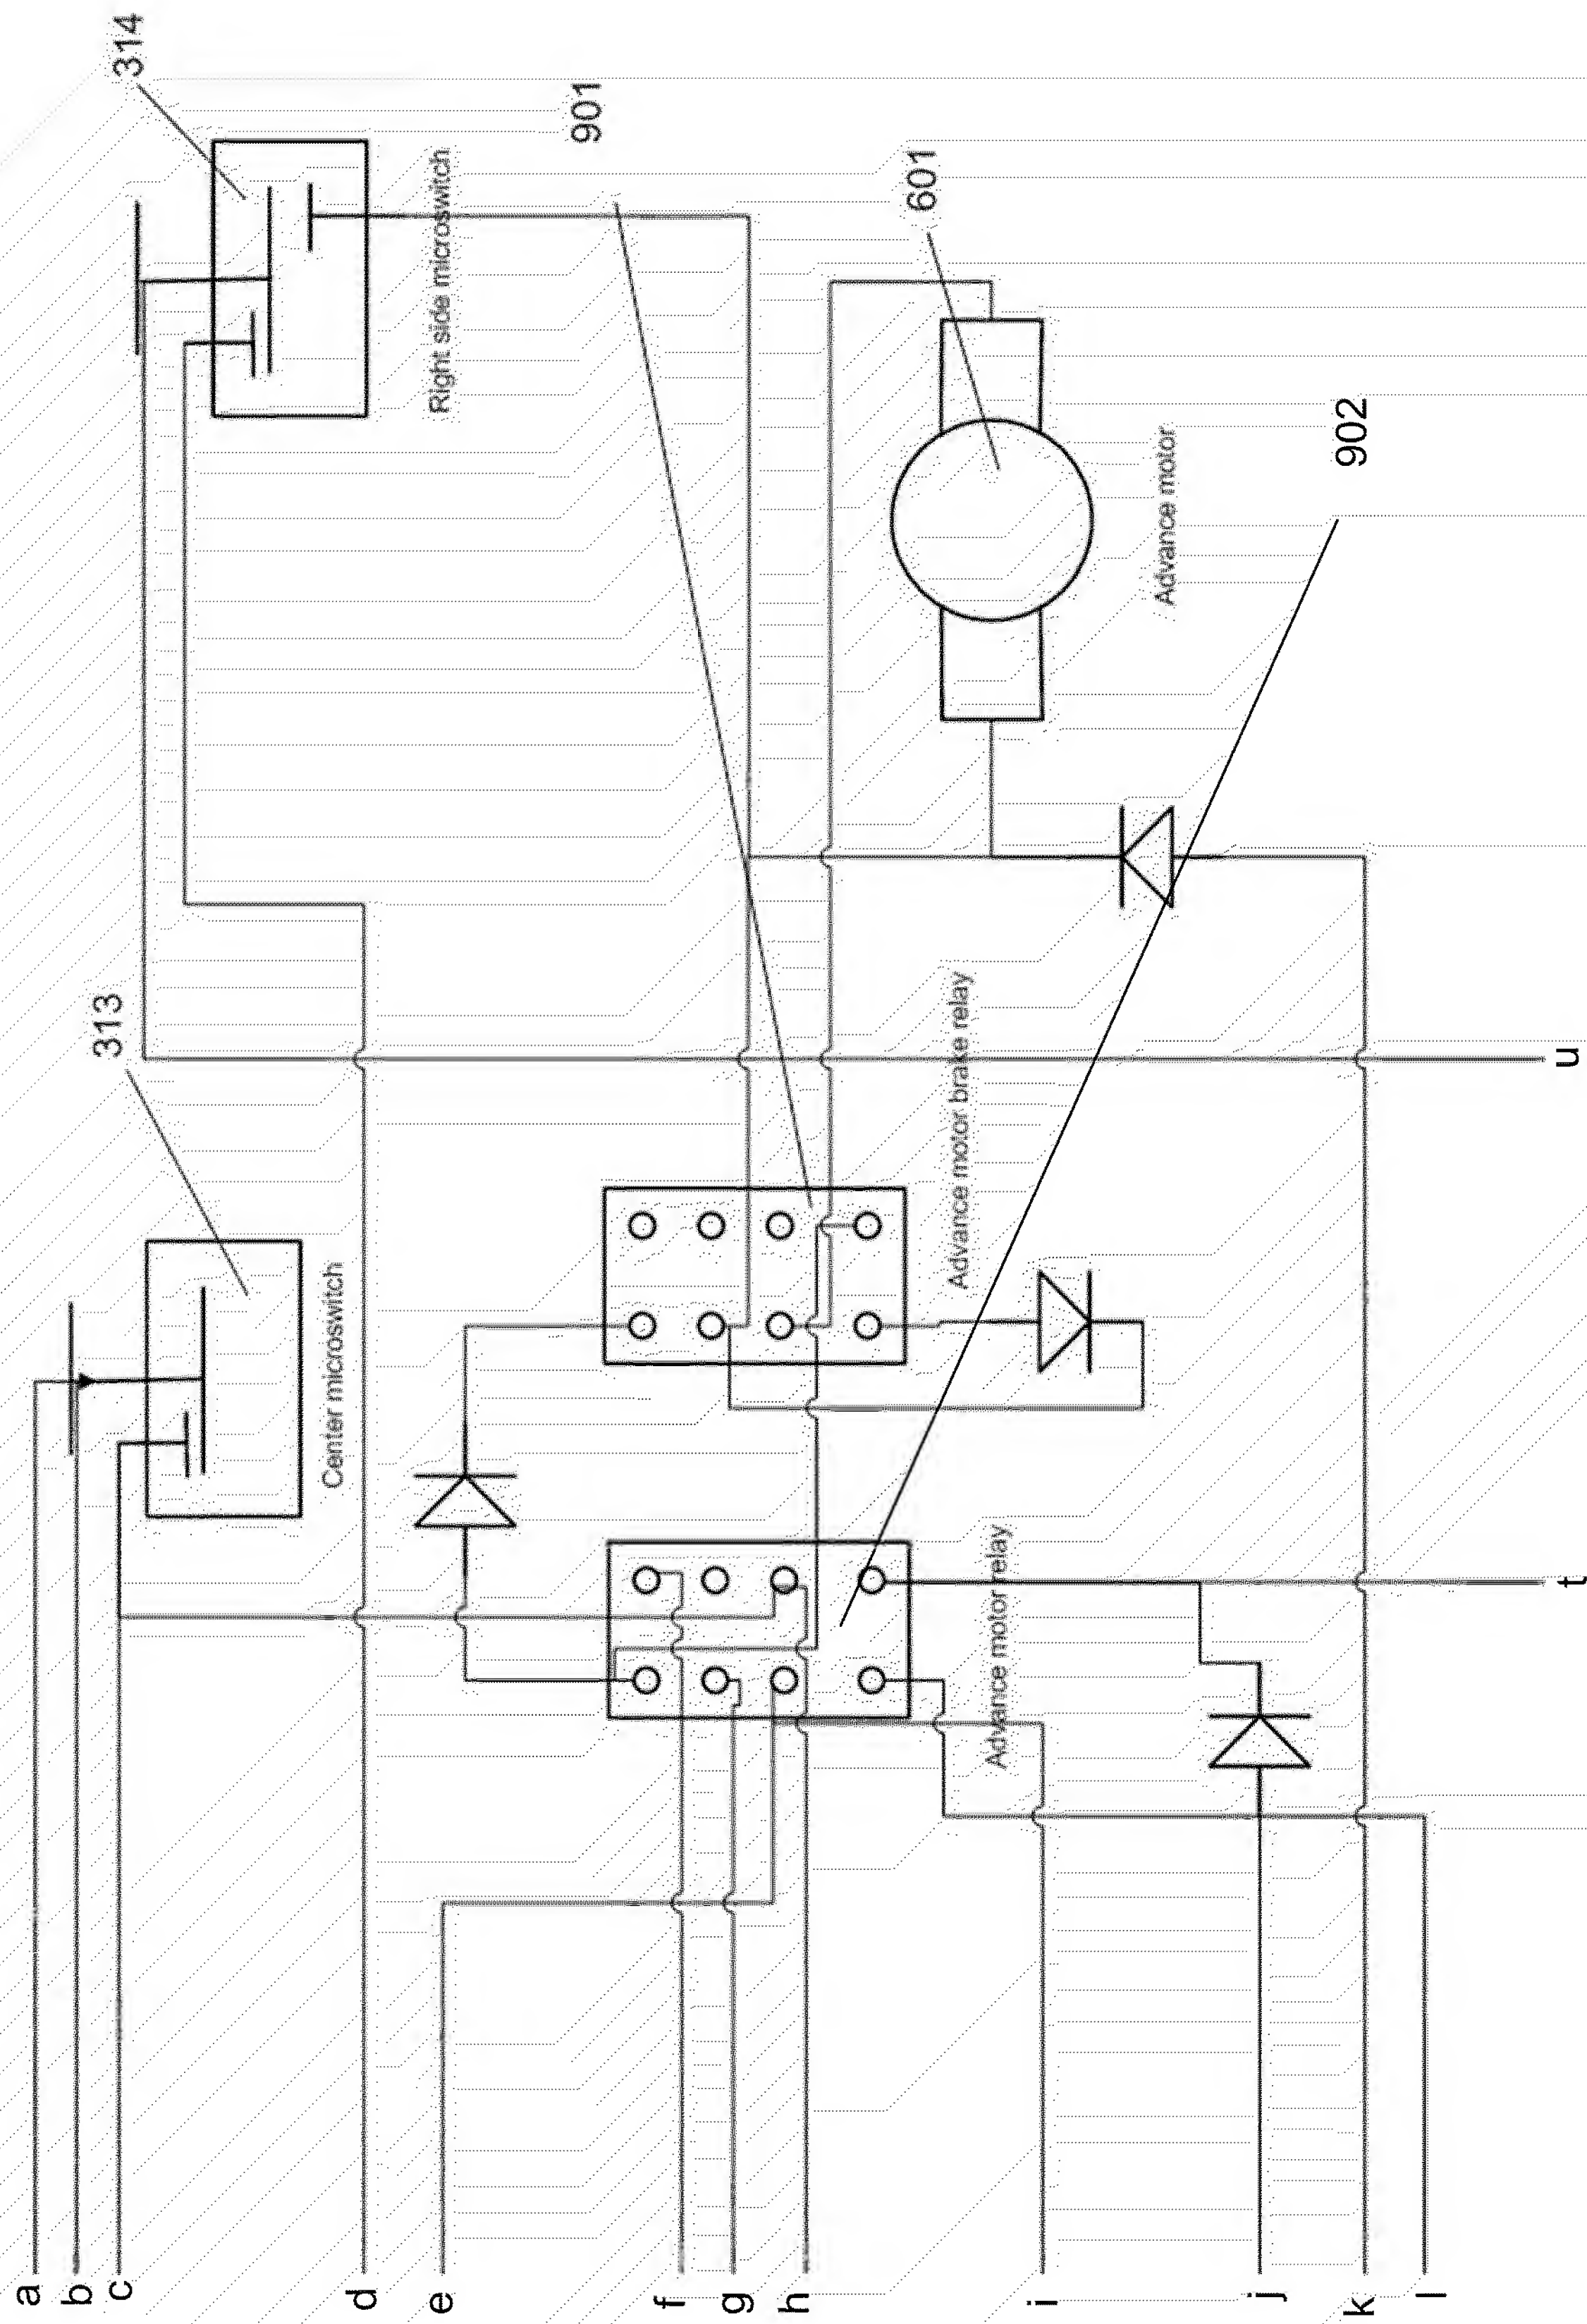 314
901
Right side microswitch
601
902
Advance motor
313
Center microswitch
Advance motor brake relay
Advance motor relay
a
b
c
d
e
f
g
h
i
j
k
l
t
u